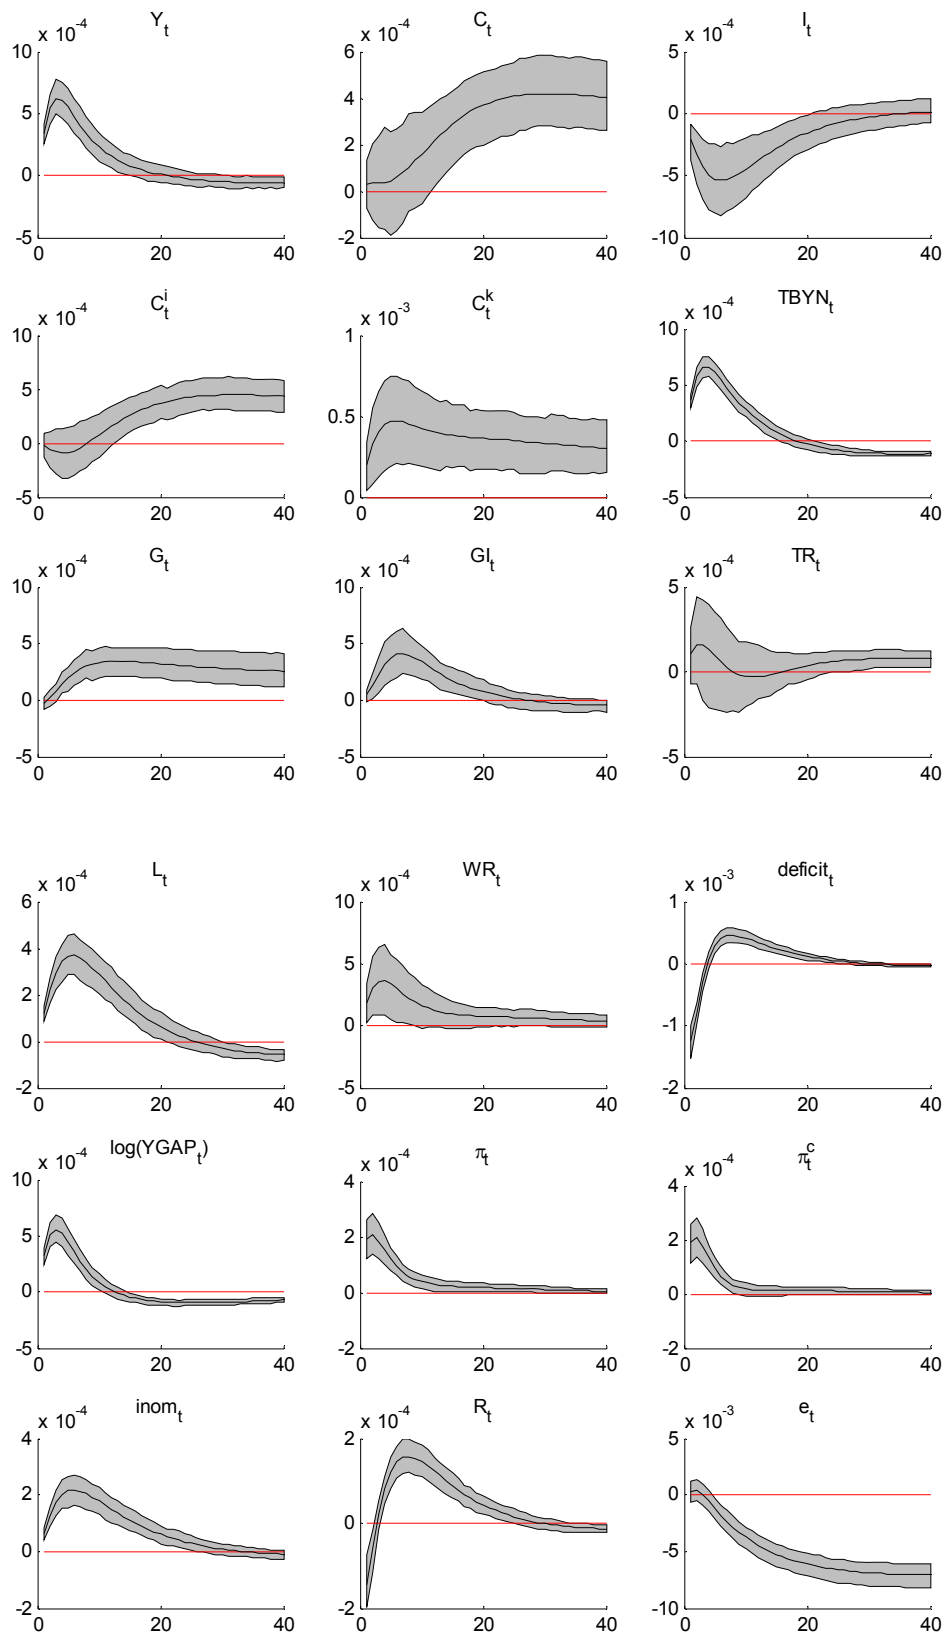 Y_t C_t I_t
x 10^-4 x 10^-4 x 10^-4
10 6 5
5 4 0
0 2 -5
-5 0 -10
-2
0 20 40 0 20 40 0 20 40
C_t^i C_t^k TBYN_t
x 10^-4 x 10^-3 x 10^-4
10 1 10
5 0.5 5
0 0 0
-5 -5
0 20 40 0 20 40 0 20 40
G_t GI_t TR_t
x 10^-4 x 10^-4 x 10^-4
10 10 5
5 5 0
0 0 -5
-5 -5
0 20 40 0 20 40 0 20 40
L_t WR_t deficit_t
x 10^-4 x 10^-4 x 10^-3
6 10 1
4 5 0
2 0 -1
0 -5 -2
-2
0 20 40 0 20 40 0 20 40
log(YGAP_t) π_t π_t^c
x 10^-4 x 10^-4 x 10^-4
10 4 4
5 2 2
0 0 0
-5 -2 -2
0 20 40 0 20 40 0 20 40
inom_t R_t e_t
x 10^-4 x 10^-4 x 10^-3
4 2 5
2 0 0
0 -2 -5
-2 -10
0 20 40 0 20 40 0 20 40